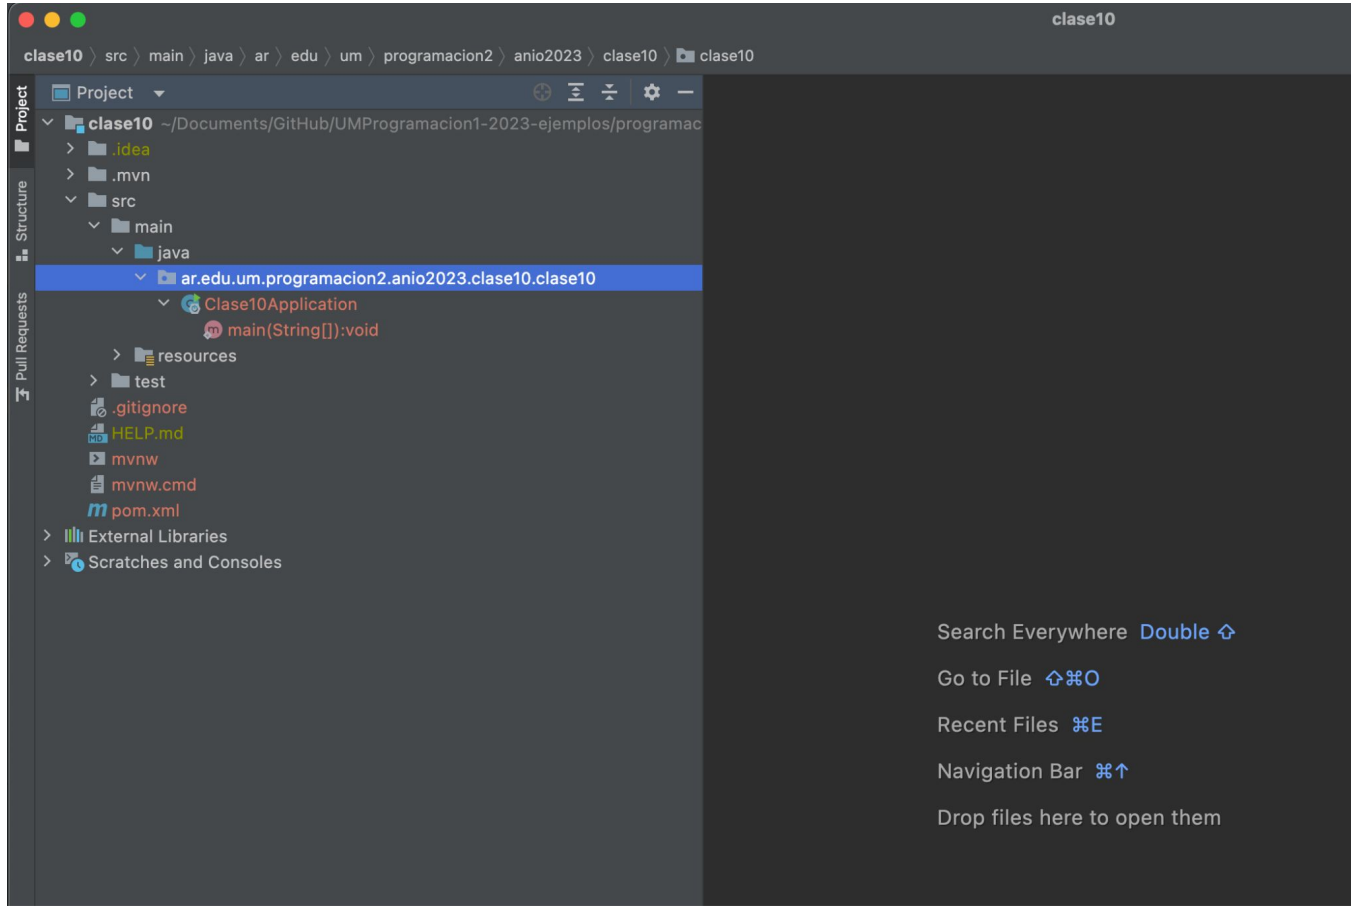 clase10
clase10 〉 src 〉 main 〉 java 〉 ar 〉 edu 〉 um 〉 programacion2 〉 anio2023 〉 clase10 〉 clase10
Project
Project
Structure
Pull Requests
clase10 ~/Documents/GitHub/UMProgramacion1-2023-ejemplos/programac
.idea
.mvn
src
main
java
ar.edu.um.programacion2.anio2023.clase10.clase10
Clase10Application
main(String[]):void
resources
test
.gitignore
HELP.md
mvnw
mvnw.cmd
pom.xml
External Libraries
Scratches and Consoles
Search Everywhere Double ⇧
Go to File ⇧⌘O
Recent Files ⌘E
Navigation Bar ⌘↑
Drop files here to open them